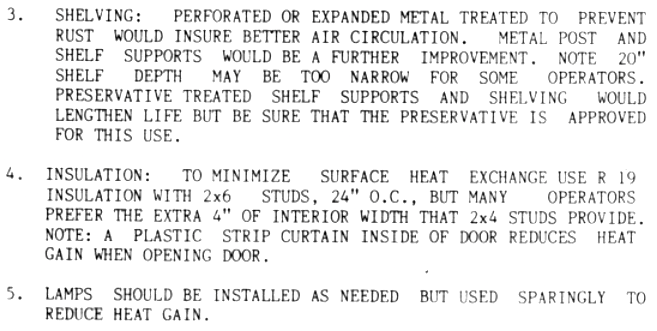 3. SHELVING: PERFORATED OR EXPANDED METAL TREATED TO PREVENT
RUST WOULD INSURE BETTER AIR CIRCULATION. METAL POST AND
SHELF SUPPORTS WOULD BE A FURTHER IMPROVEMENT. NOTE 20"
SHELF DEPTH MAY BE TOO NARROW FOR SOME OPERATORS.
PRESERVATIVE TREATED SHELF SUPPORTS AND SHELVING WOULD
LENGTHEN LIFE BUT BE SURE THAT THE PRESERVATIVE IS APPROVED
FOR THIS USE.
4. INSULATION: TO MINIMIZE SURFACE HEAT EXCHANGE USE R 19
INSULATION WITH 2x6 STUDS, 24" O.C., BUT MANY OPERATORS
PREFER THE EXTRA 4" OF INTERIOR WIDTH THAT 2x4 STUDS PROVIDE.
NOTE: A PLASTIC STRIP CURTAIN INSIDE OF DOOR REDUCES HEAT
GAIN WHEN OPENING DOOR.
5. LAMPS SHOULD BE INSTALLED AS NEEDED BUT USED SPARINGLY TO
REDUCE HEAT GAIN.